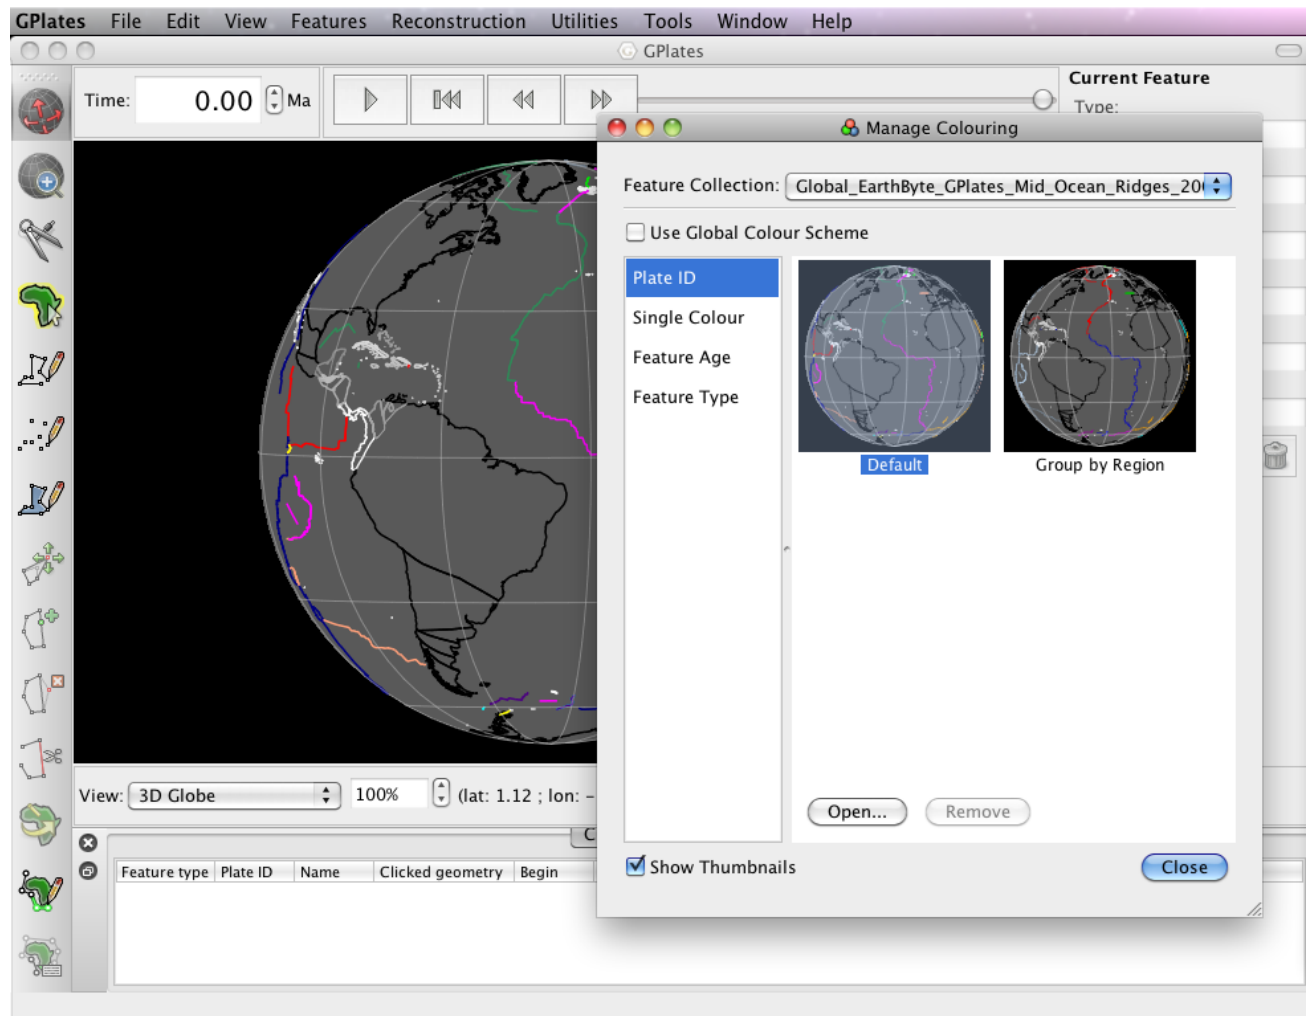 GPlates File Edit View Features Reconstruction Utilities Tools Window Help
GPlates
Time: 0.00 Ma
Current Feature
Type:
Manage Colouring
Feature Collection: Global_EarthByte_GPlates_Mid_Ocean_Ridges_20
Use Global Colour Scheme
Plate ID
Single Colour
Feature Age
Feature Type
Default
Group by Region
Open... Remove
View: 3D Globe 100% (lat: 1.12 ; lon: -
C
Show Thumbnails
Close
Feature type Plate ID Name Clicked geometry Begin